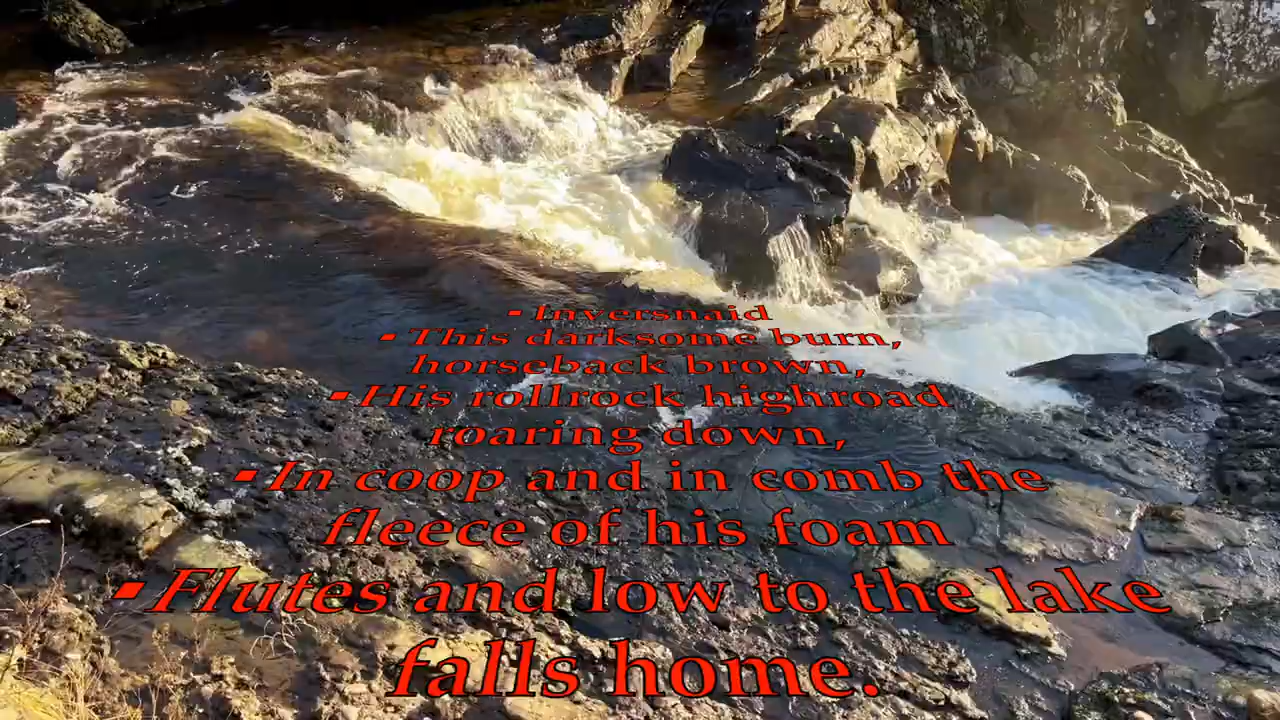 ▪ Inversnaid
▪ This darksome burn,
horseback brown,
▪ His rollrock highroad
roaring down,
▪ In coop and in comb the
fleece of his foam
▪ Flutes and low to the lake
falls home.